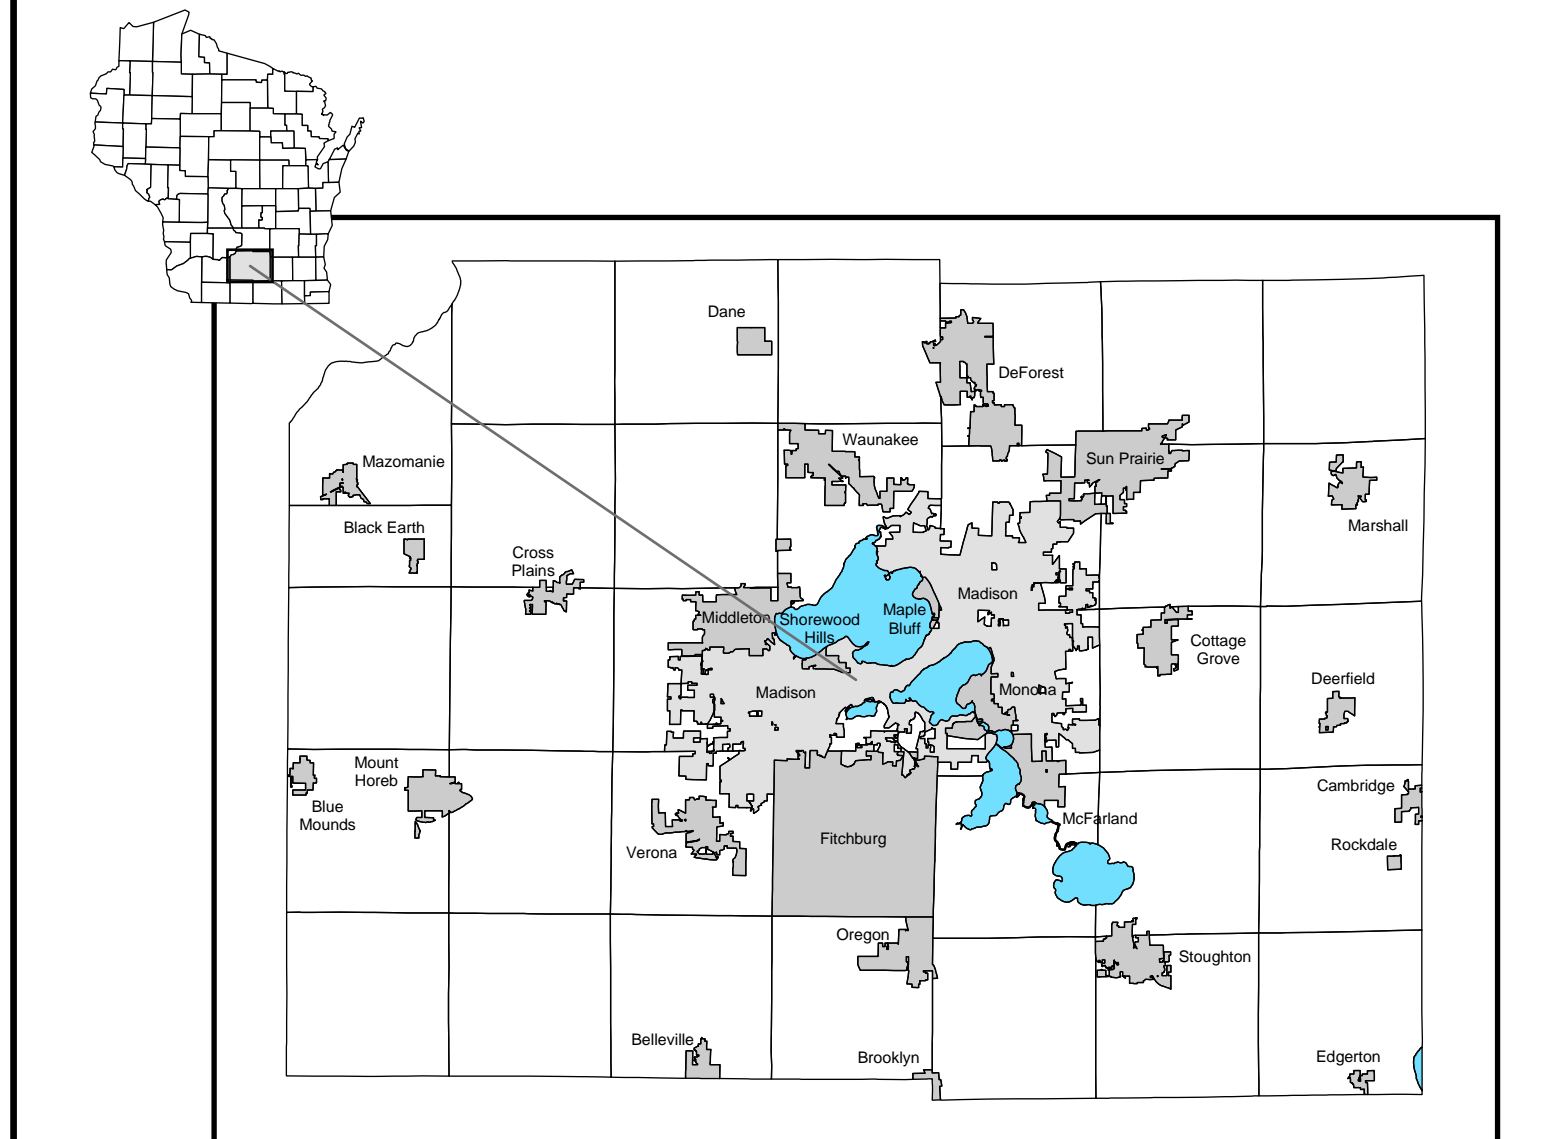 Dane
DeForest
Waunakee
Sun Prairie
Mazomanie
Marshall
Black Earth
Cross
Plains
Madison
Middleton
Shorewood
Hills
Maple
Bluff
Cottage
Grove
Deerfield
Madison
Monona
Mount
Horeb
Blue
Mounds
Cambridge
McFarland
Fitchburg
Verona
Rockdale
Oregon
Stoughton
Belleville
Brooklyn
Edgerton